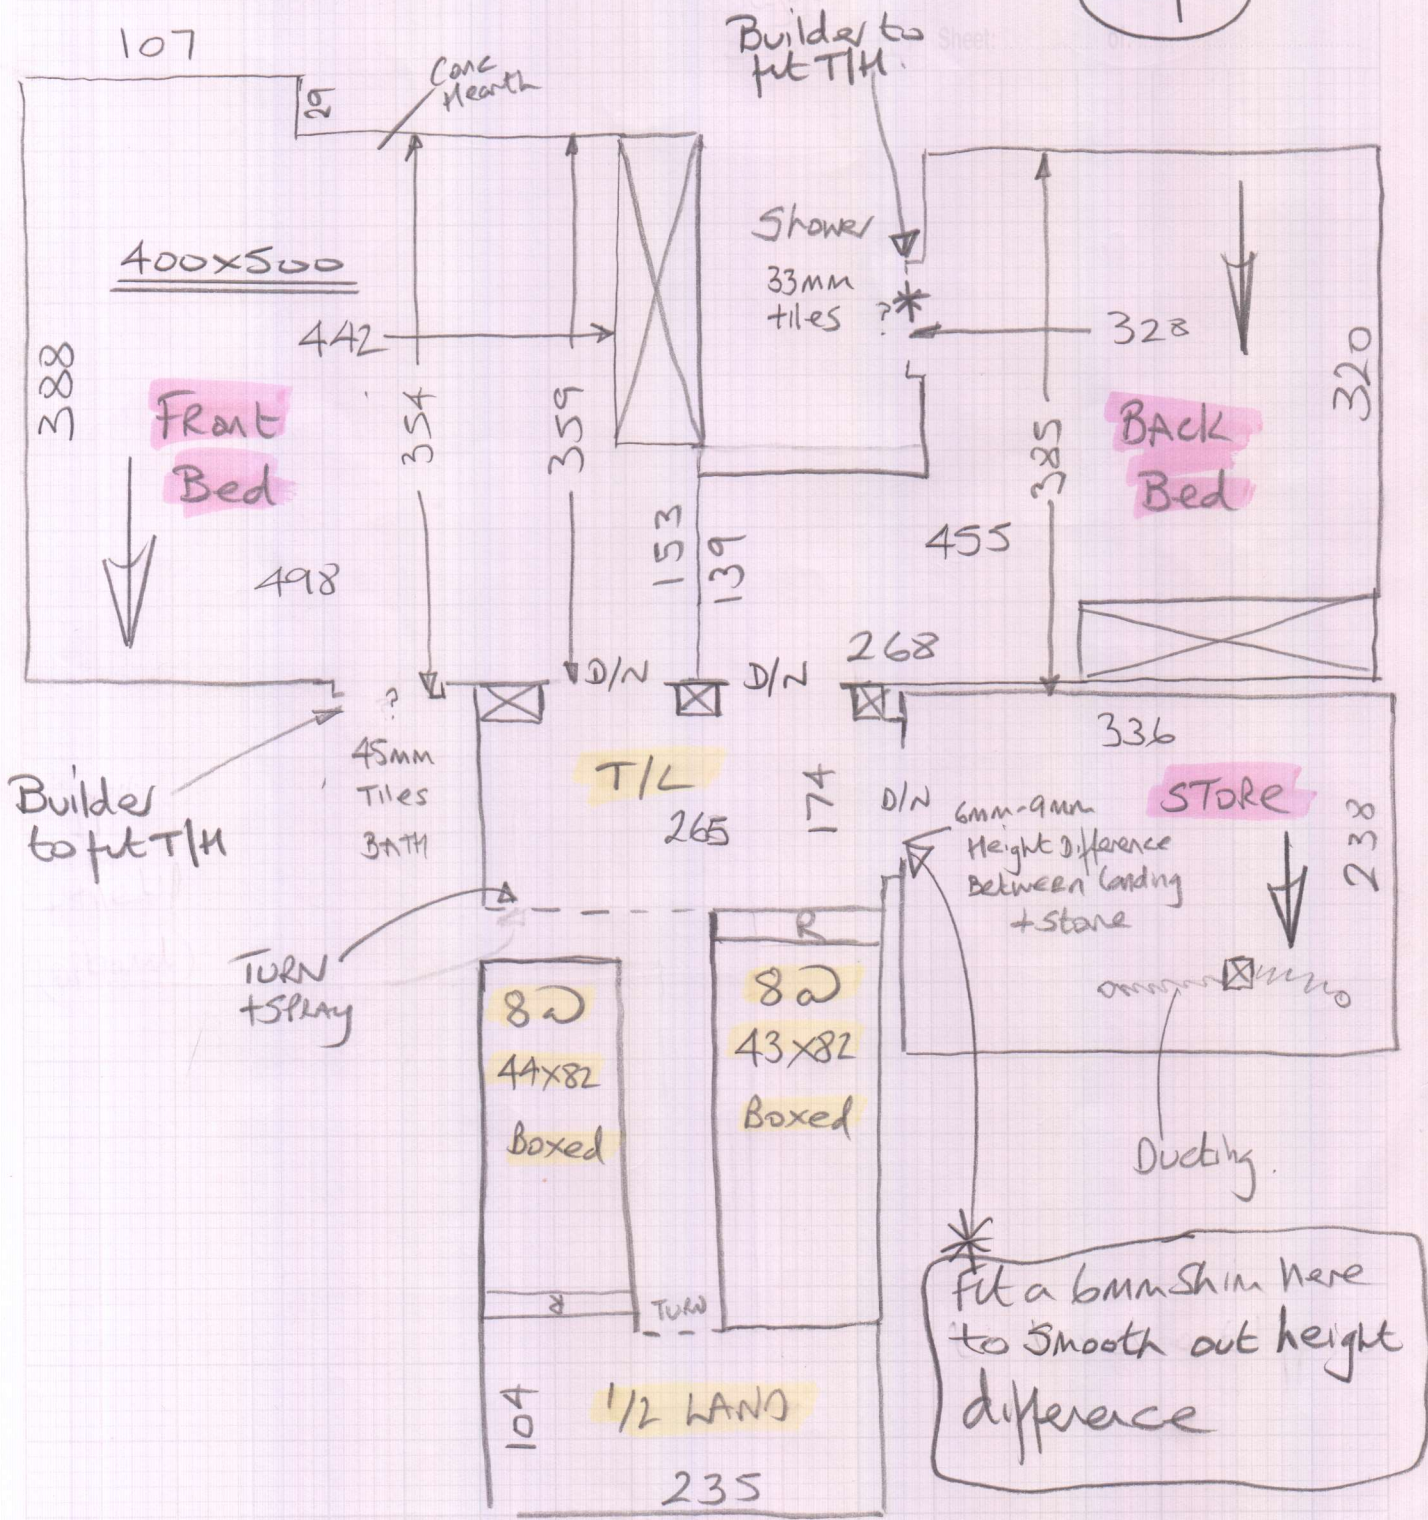 1
Sheet:
of:
107
29
Conc
Hearth
Builder to
fit T/H.
400x500
442
388
Front
Bed
354
359
498
Shower
33mm
tiles
?
328
320
385
Back
Bed
455
153
139
268
D/N
D/N
?
45mm
Tiles
BATH
Builder
to fit T/H
T/L
265
174
D/N
336
STORE
238
6mm-9mm
Height Difference
Between Landing
+ Store
TURN
+SPRAY
R
8
44x82
Boxed
8
43x82
Boxed
R
TURN
Ducting.
104
1/2 LAND
235
Fit a 6mm Shim here
to Smooth out height
difference